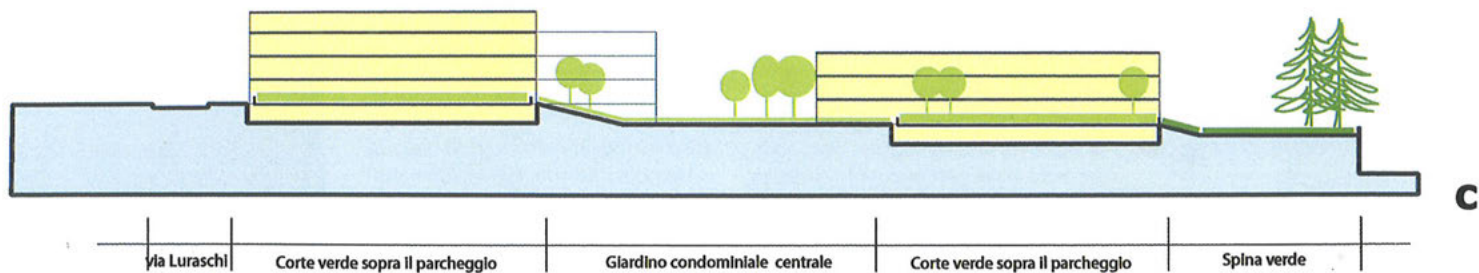 c
via Luraschi
Corte verde sopra il parcheggio
Giardino condominiale centrale
Corte verde sopra il parcheggio
Spina verde